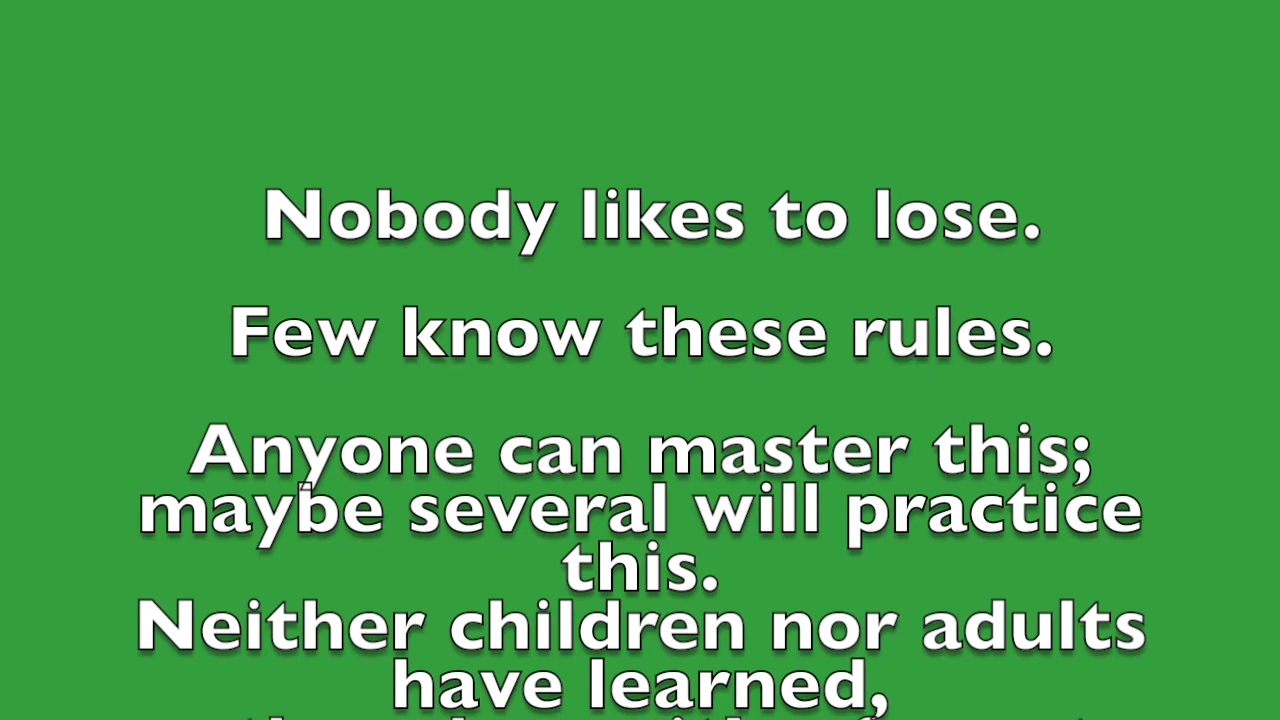 Nobody likes to lose.
Few know these rules.
Anyone can master this;
maybe several will practice
this.
Neither children nor adults
have learned,